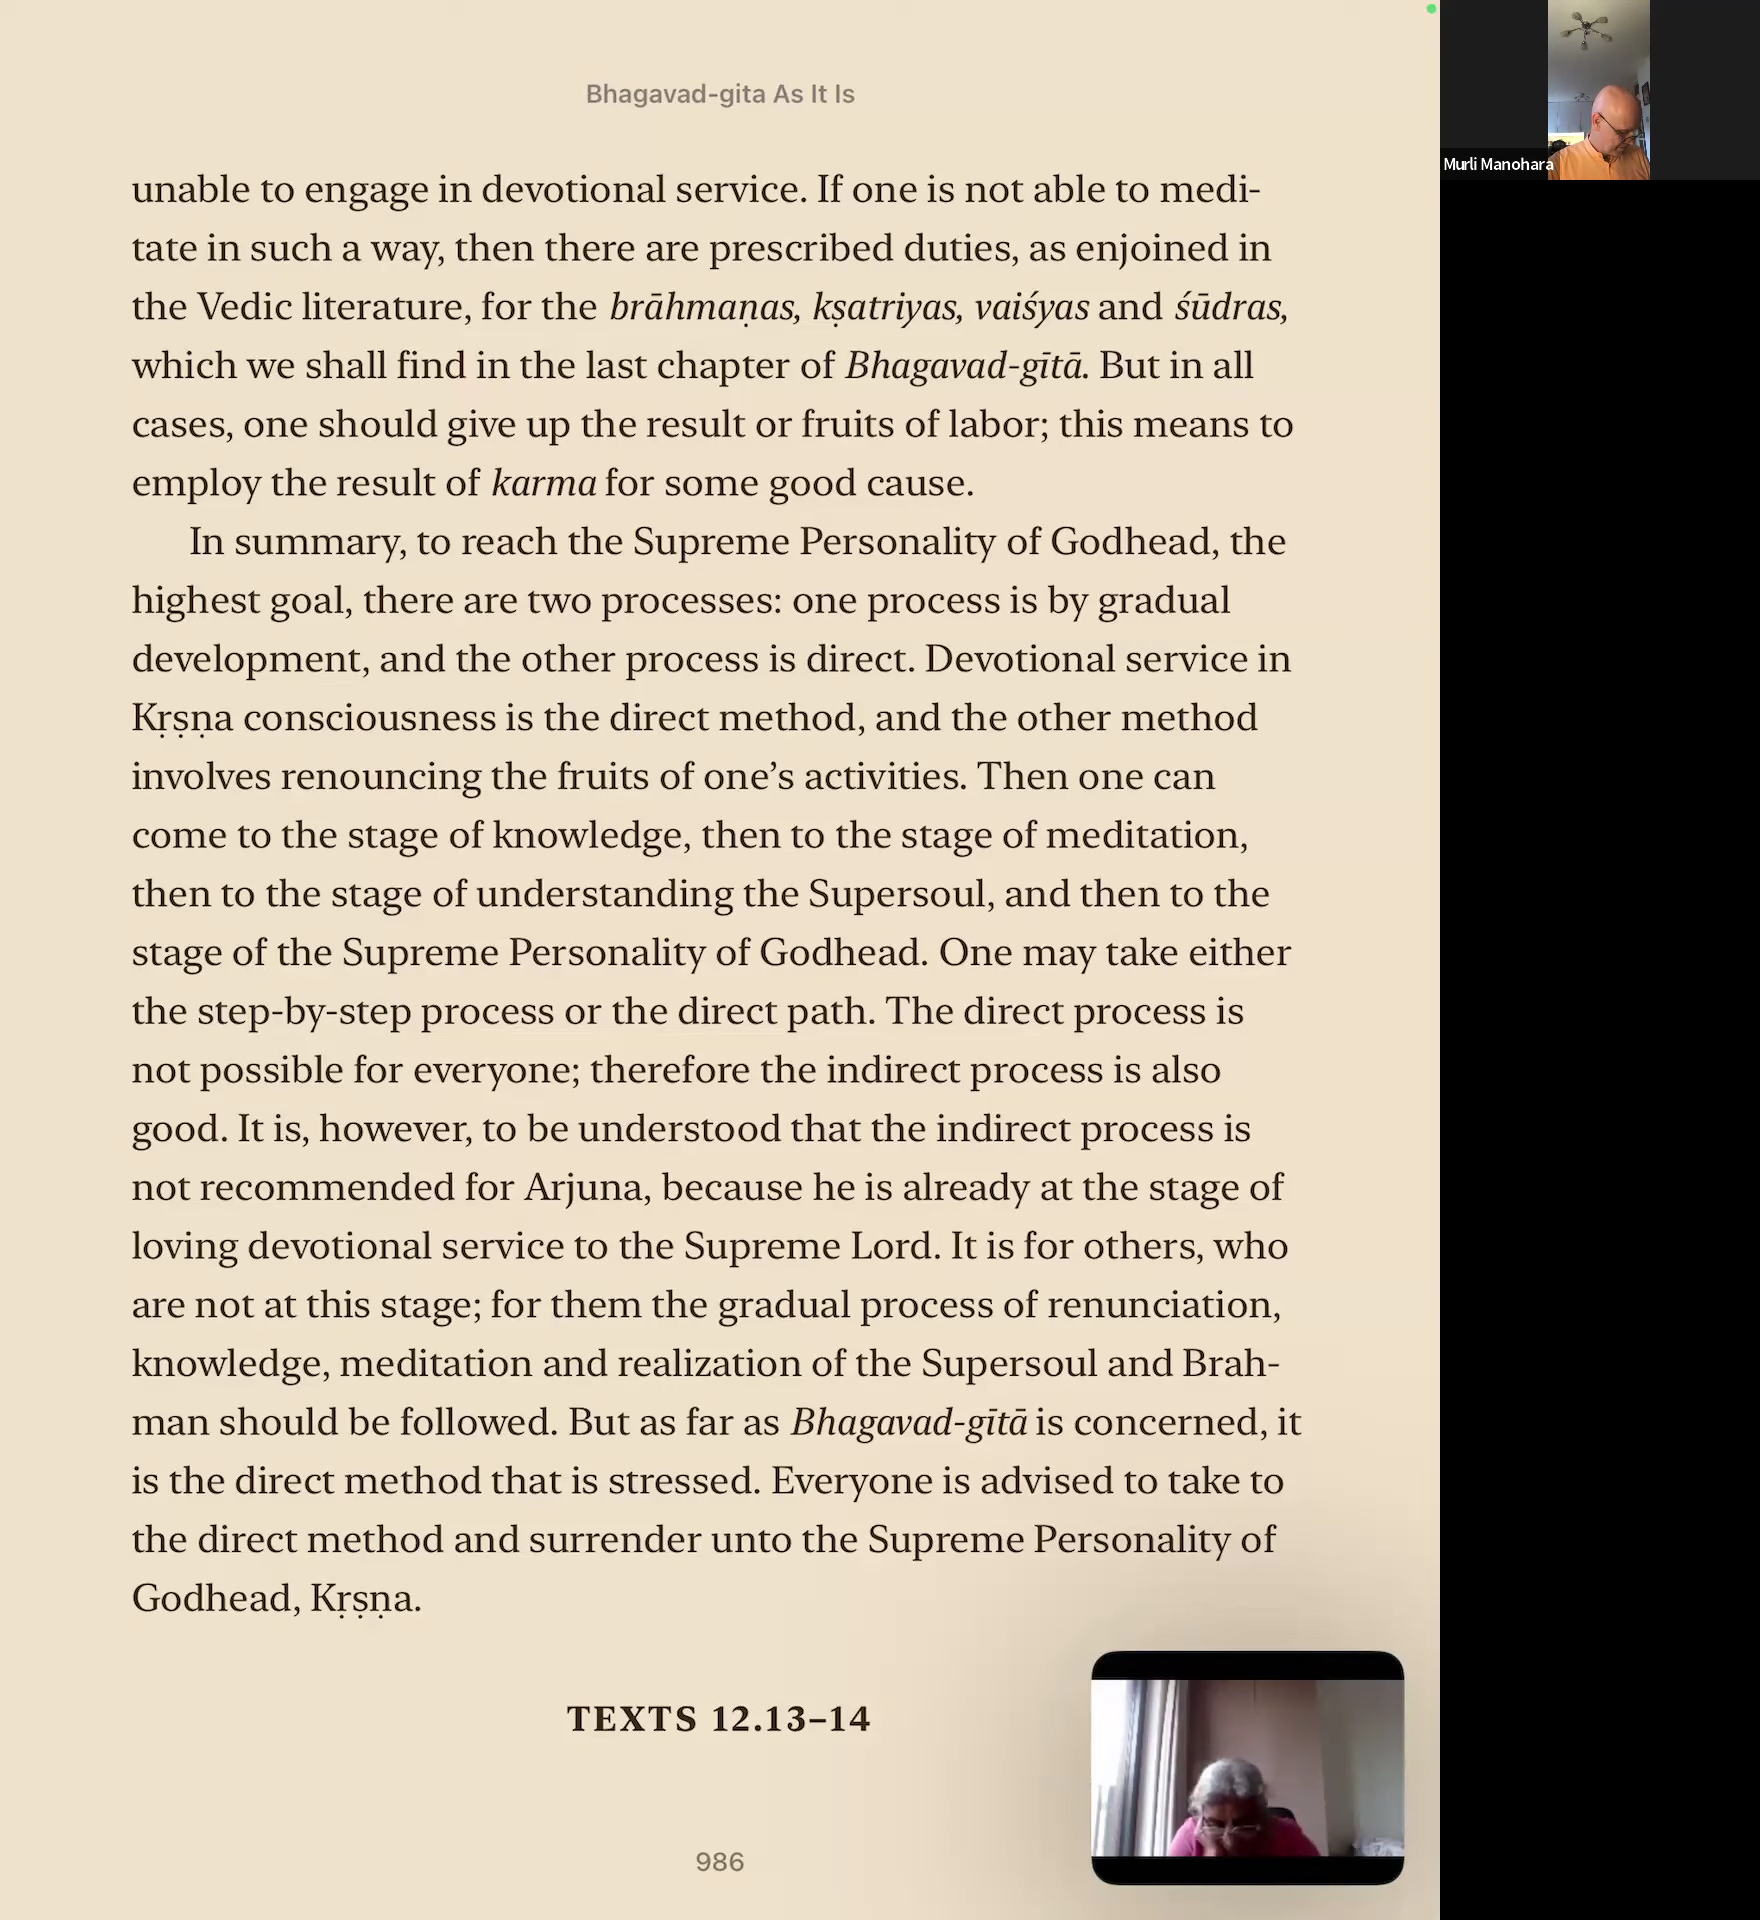 Bhagavad-gita As It Is
unable to engage in devotional service. If one is not able to medi-
tate in such a way, then there are prescribed duties, as enjoined in
the Vedic literature, for the brāhmaṇas, kṣatriyas, vaiśyas and śūdras,
which we shall find in the last chapter of Bhagavad-gītā. But in all
cases, one should give up the result or fruits of labor; this means to
employ the result of karma for some good cause.
In summary, to reach the Supreme Personality of Godhead, the
highest goal, there are two processes: one process is by gradual
development, and the other process is direct. Devotional service in
Kṛṣṇa consciousness is the direct method, and the other method
involves renouncing the fruits of one’s activities. Then one can
come to the stage of knowledge, then to the stage of meditation,
then to the stage of understanding the Supersoul, and then to the
stage of the Supreme Personality of Godhead. One may take either
the step-by-step process or the direct path. The direct process is
not possible for everyone; therefore the indirect process is also
good. It is, however, to be understood that the indirect process is
not recommended for Arjuna, because he is already at the stage of
loving devotional service to the Supreme Lord. It is for others, who
are not at this stage; for them the gradual process of renunciation,
knowledge, meditation and realization of the Supersoul and Brah-
man should be followed. But as far as Bhagavad-gītā is concerned, it
is the direct method that is stressed. Everyone is advised to take to
the direct method and surrender unto the Supreme Personality of
Godhead, Kṛṣṇa.
TEXTS 12.13–14
986
Murli Manohara